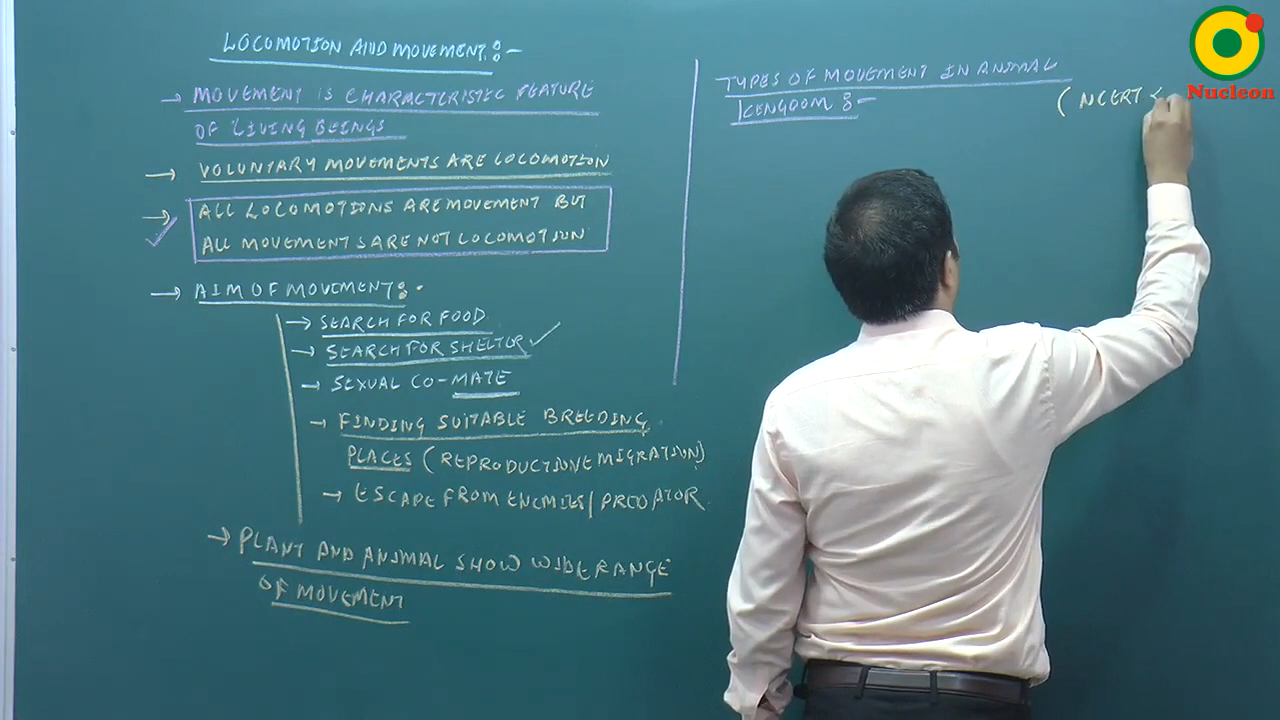 LOCOMOTION AND MOVEMENT:-
→ MOVEMENT IS CHARACTERISTIC FEATURE
OF LIVING BEINGS
→ VOLUNTARY MOVEMENTS ARE LOCOMOTION
→ ALL LOCOMOTIONS ARE MOVEMENT BUT
ALL MOVEMENTS ARE NOT LOCOMOTION
→ AIM OF MOVEMENT:-
→ SEARCH FOR FOOD
→ SEARCH FOR SHELTOR
→ SEXUAL CO-MATE
→ FINDING SUITABLE BREEDING
PLACES (REPRODUCTIVE MIGRATION)
→ ESCAPE FROM ENEMIES/PREDATOR
→ PLANT AND ANIMAL SHOW WIDE RANGE
OF MOVEMENT
TYPES OF MOVEMENT IN ANIMAL
KINGDOM :-
(NCERT
Nucleon